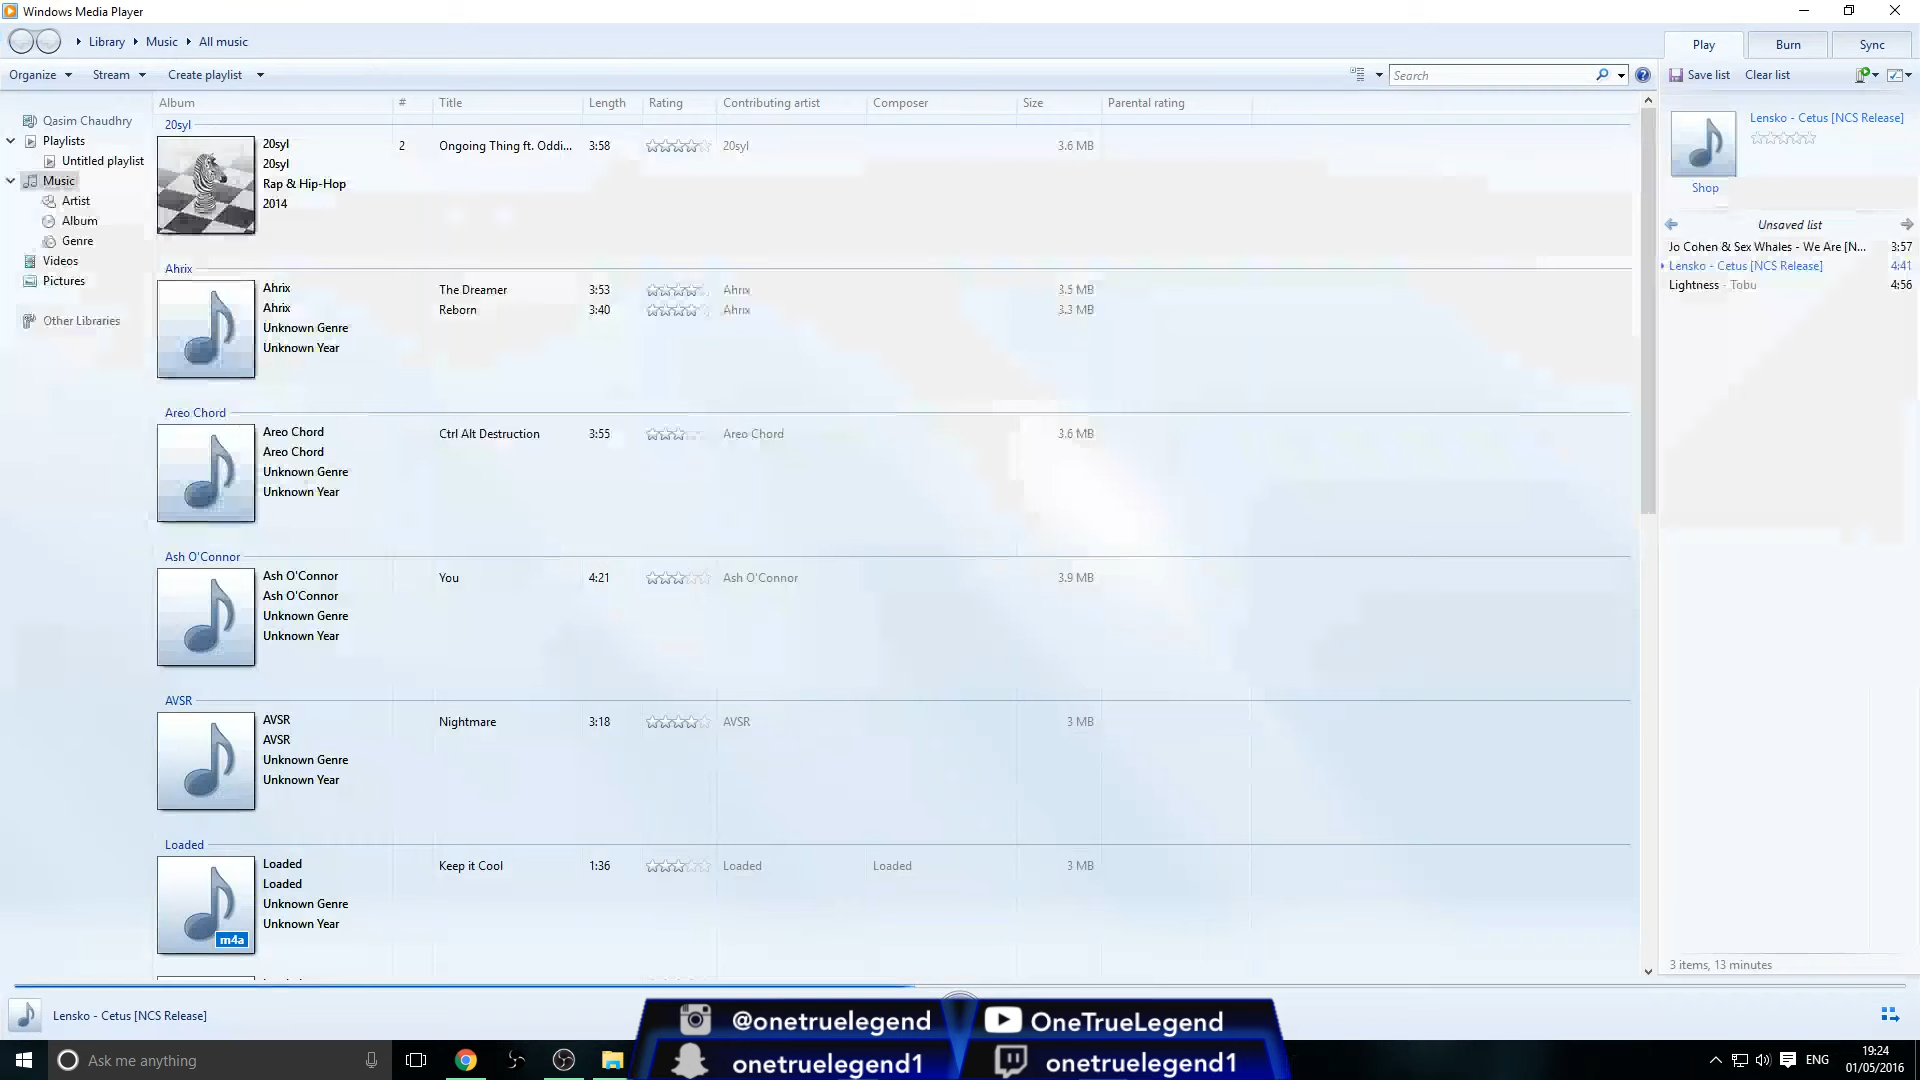 Windows Media Player
Library Music All music
Play Burn Sync
Organize Stream Create playlist
Search
Save list Clear list
Album # Title Length Rating Contributing artist Composer Size Parental rating
Qasim Chaudhry
Playlists
Untitled playlist
Music
Artist
Album
Genre
Videos
Pictures
Other Libraries
20syl
20syl 2 Ongoing Thing ft. Oddi... 3:58 20syl 3.6 MB
20syl
Rap & Hip-Hop
2014
Ahrix
Ahrix The Dreamer 3:53 Ahrix 3.5 MB
Ahrix Reborn 3:40 Ahrix 3.3 MB
Unknown Genre
Unknown Year
Areo Chord
Areo Chord Ctrl Alt Destruction 3:55 Areo Chord 3.6 MB
Areo Chord
Unknown Genre
Unknown Year
Ash O'Connor
Ash O'Connor You 4:21 Ash O'Connor 3.9 MB
Ash O'Connor
Unknown Genre
Unknown Year
AVSR
AVSR Nightmare 3:18 AVSR 3 MB
AVSR
Unknown Genre
Unknown Year
Loaded
Loaded Keep it Cool 1:36 Loaded Loaded 3 MB
Loaded
Unknown Genre
Unknown Year
m4a
Lensko - Cetus [NCS Release]
Shop
Unsaved list
Jo Cohen & Sex Whales - We Are [N... 3:57
Lensko - Cetus [NCS Release] 4:41
Lightness - Tobu 4:56
3 items, 13 minutes
Lensko - Cetus [NCS Release]
@onetruelegend OneTrueLegend
onetruelegend1 onetruelegend1
Ask me anything
ENG
19:24
01/05/2016